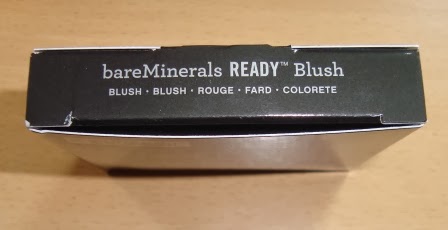 bareMinerals READY™ Blush
BLUSH · BLUSH · ROUGE · FARD · COLORETE